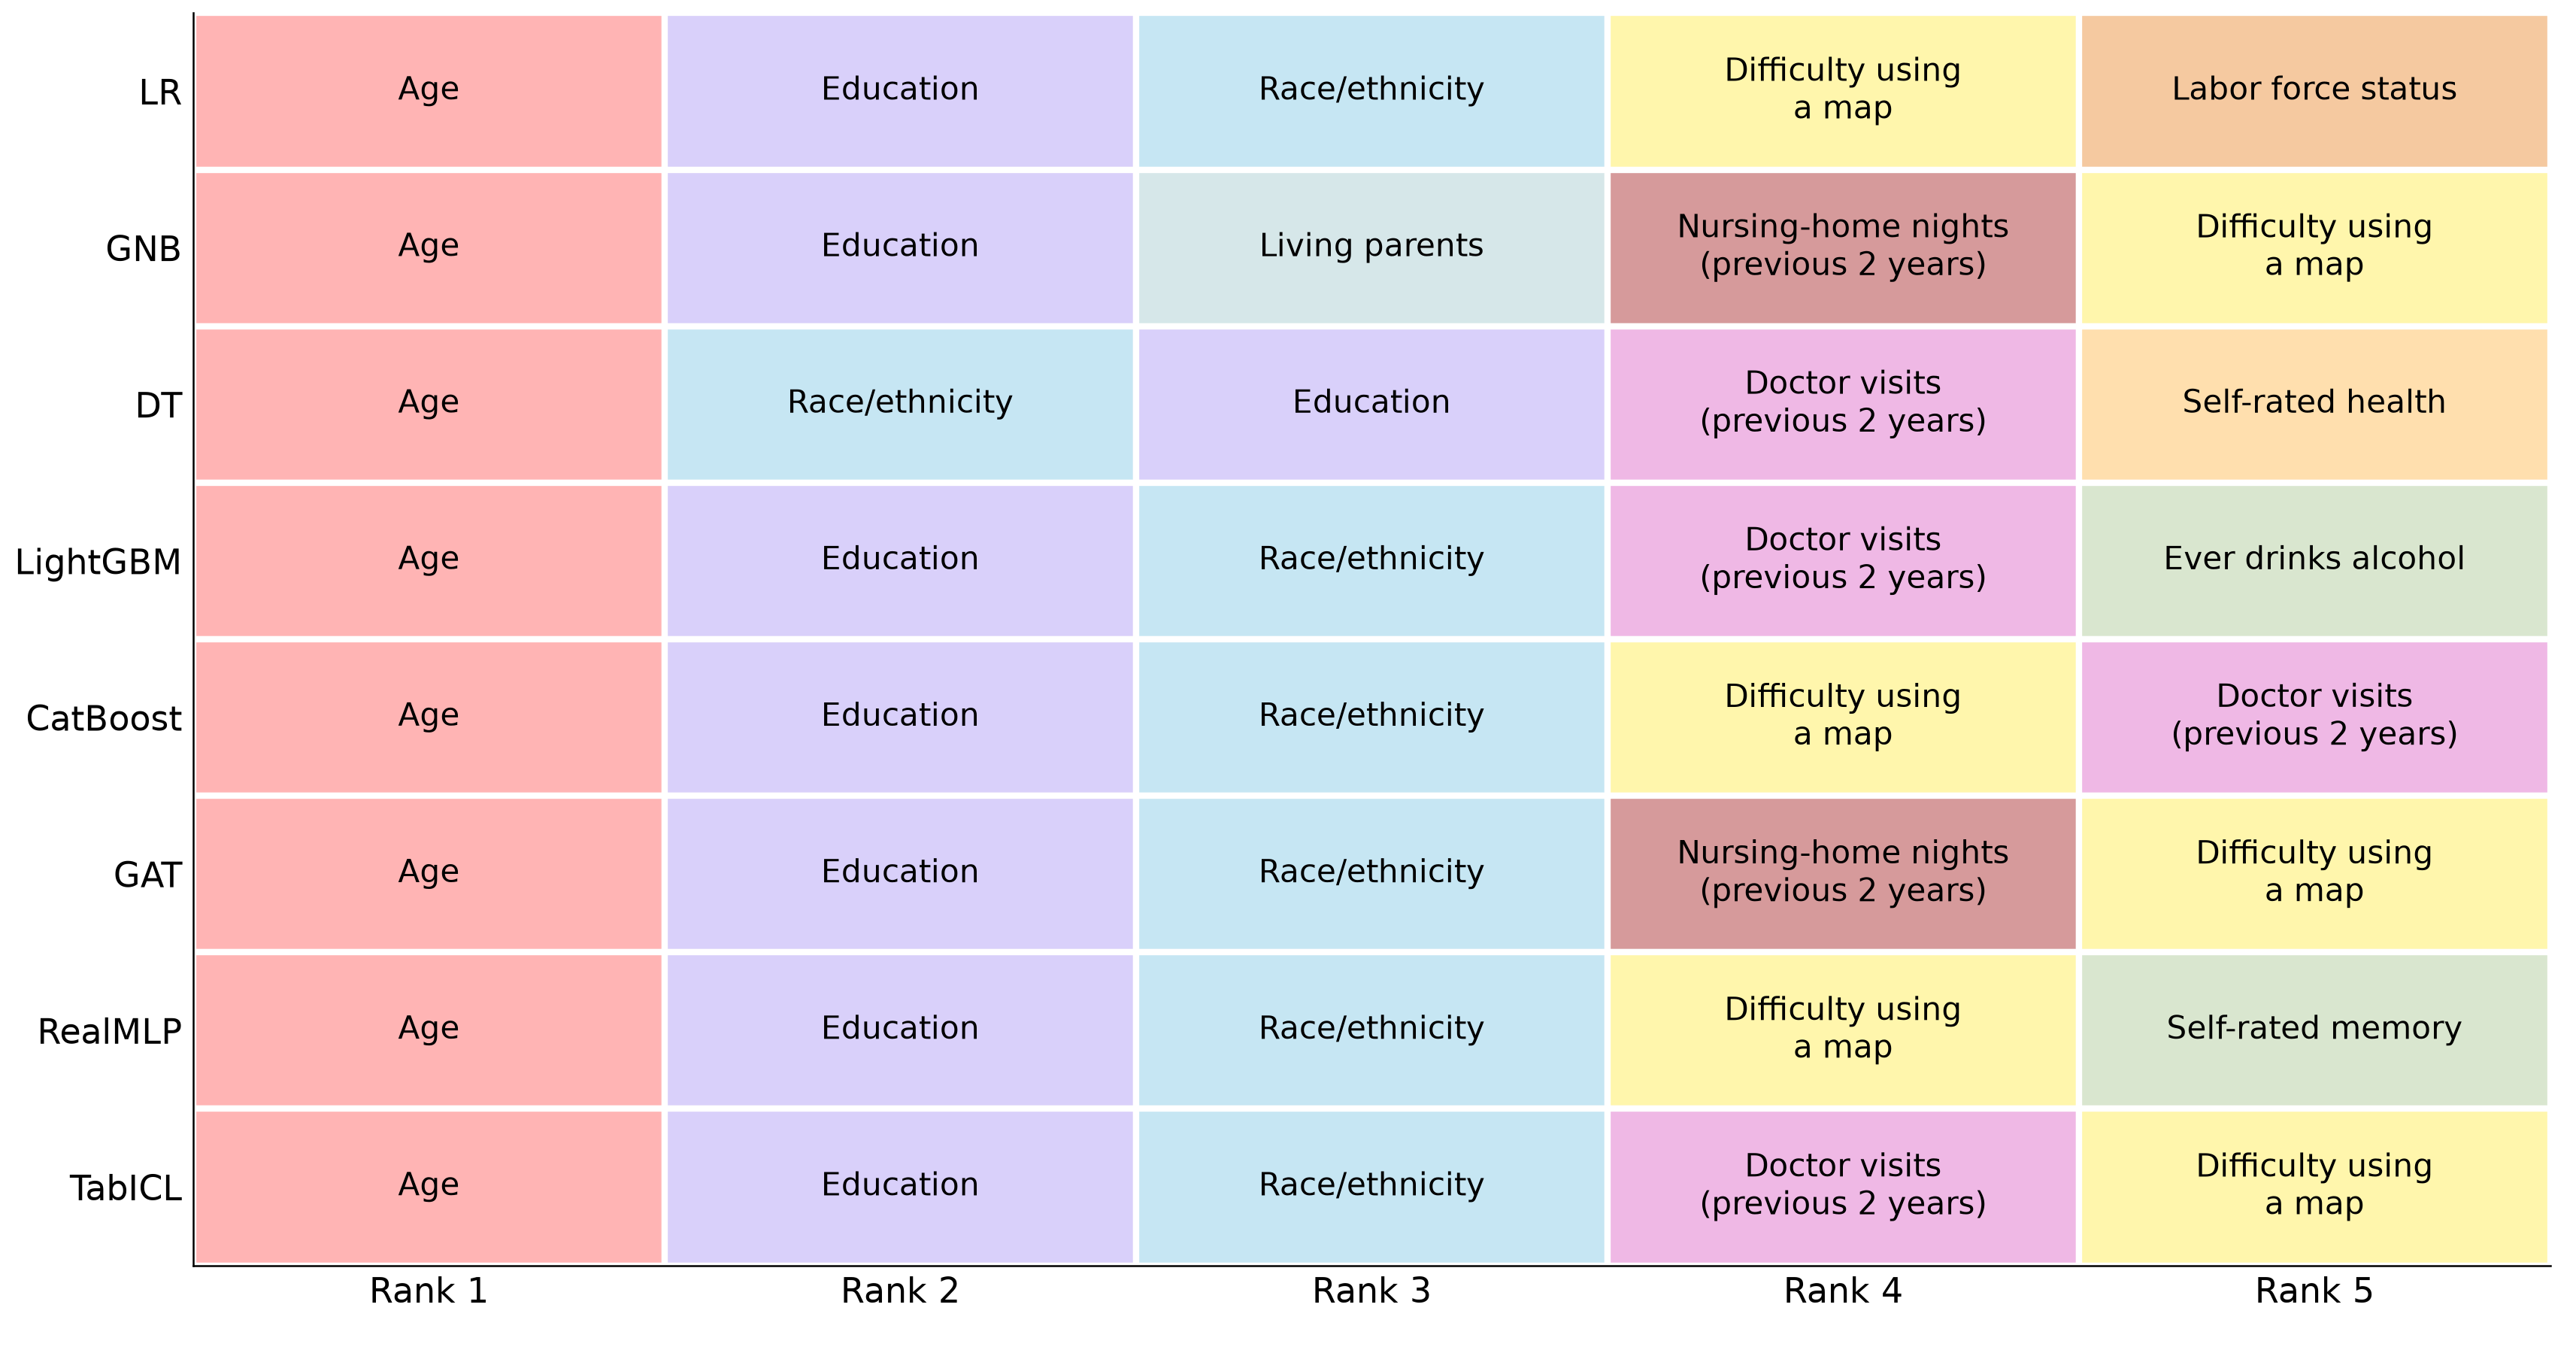 LR
Age
Education
Race/ethnicity
Difficulty using
a map
Labor force status
GNB
Age
Education
Living parents
Nursing-home nights
(previous 2 years)
Difficulty using
a map
DT
Age
Race/ethnicity
Education
Doctor visits
(previous 2 years)
Self-rated health
LightGBM
Age
Education
Race/ethnicity
Doctor visits
(previous 2 years)
Ever drinks alcohol
CatBoost
Age
Education
Race/ethnicity
Difficulty using
a map
Doctor visits
(previous 2 years)
GAT
Age
Education
Race/ethnicity
Nursing-home nights
(previous 2 years)
Difficulty using
a map
RealMLP
Age
Education
Race/ethnicity
Difficulty using
a map
Self-rated memory
TabICL
Age
Education
Race/ethnicity
Doctor visits
(previous 2 years)
Difficulty using
a map
Rank 1
Rank 2
Rank 3
Rank 4
Rank 5